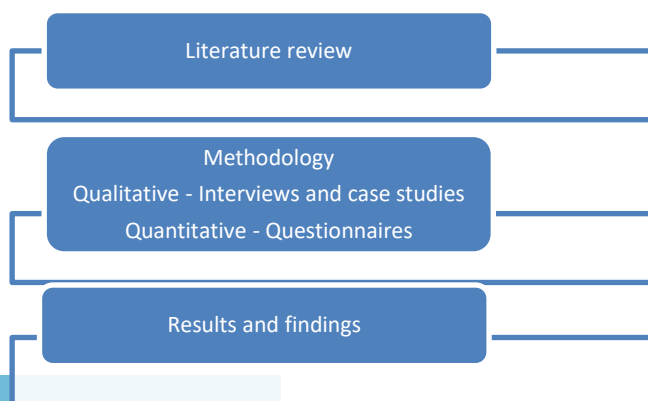 Literature review
Methodology
Qualitative - Interviews and case studies
Quantitative - Questionnaires
Results and findings